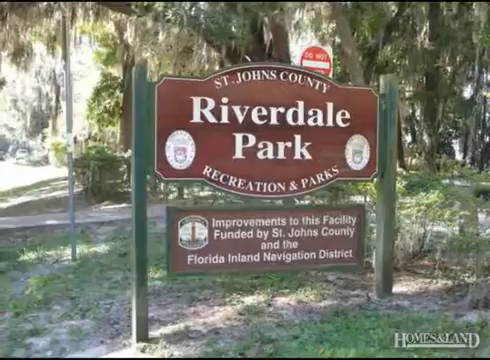 DO NOT
ST. JOHNS COUNTY
Riverdale
Park
RECREATION & PARKS
Improvements to this Facility
Funded by St. Johns County
and the
Florida Inland Navigation District
HOMES&LAND